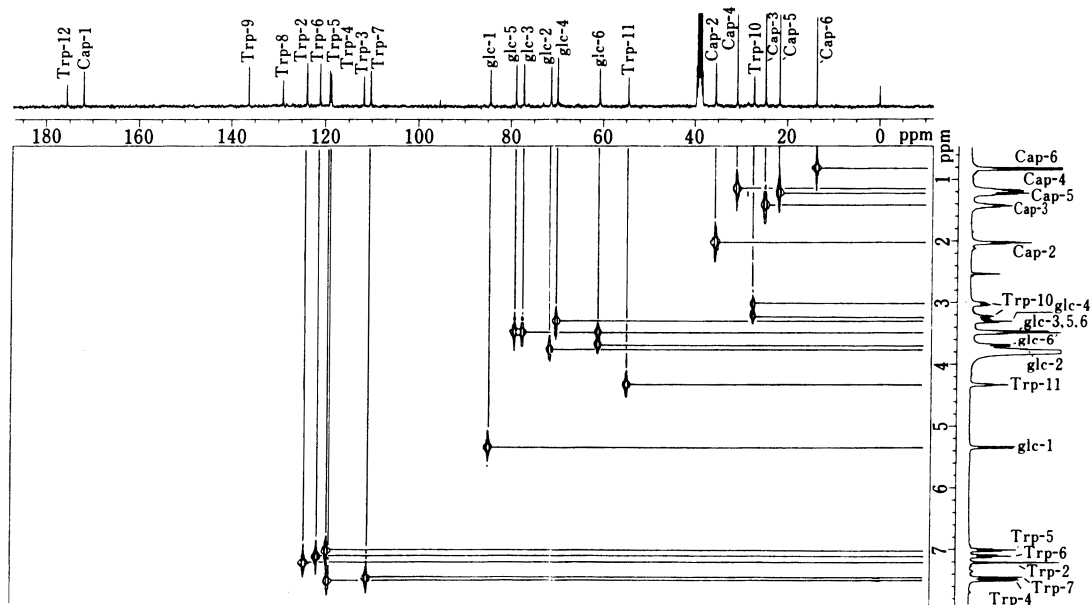 Trp-12
Cap-1
Trp-9
Trp-8
Trp-2
Trp-6
Trp-5
Trp-4
Trp-3
Trp-7
glc-1
glc-5
glc-3
glc-2
glc-4
glc-6
Trp-11
Cap-2
Cap-4
Trp-10
Cap-3
Cap-5
Cap-6
160 140 120 100 80 60 40 20 0 ppm
ppm
1
2
3
4
5
6
7
Cap-6
Cap-4
Cap-5
Cap-3
Cap-2
Trp-10
glc-4
glc-3,5.6
glc-6′
glc-2
Trp-11
glc-1
Trp-5
Trp-6
Trp-2
Trp-7
Trp-4